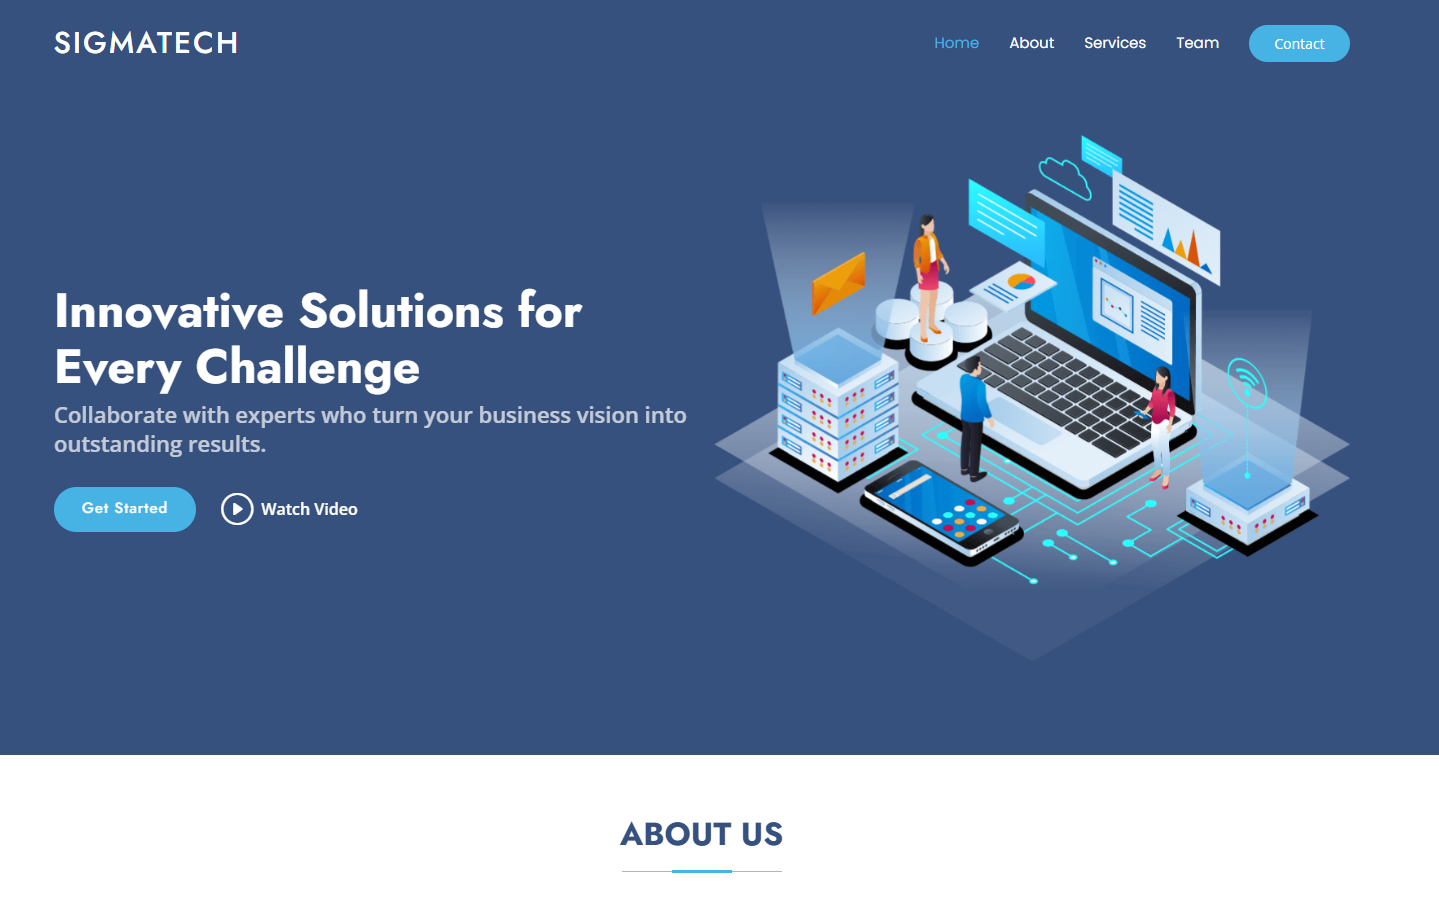 SIGMATECH
Home About Services Team Contact
Innovative Solutions for
Every Challenge
Collaborate with experts who turn your business vision into
outstanding results.
Get Started Watch Video
ABOUT US